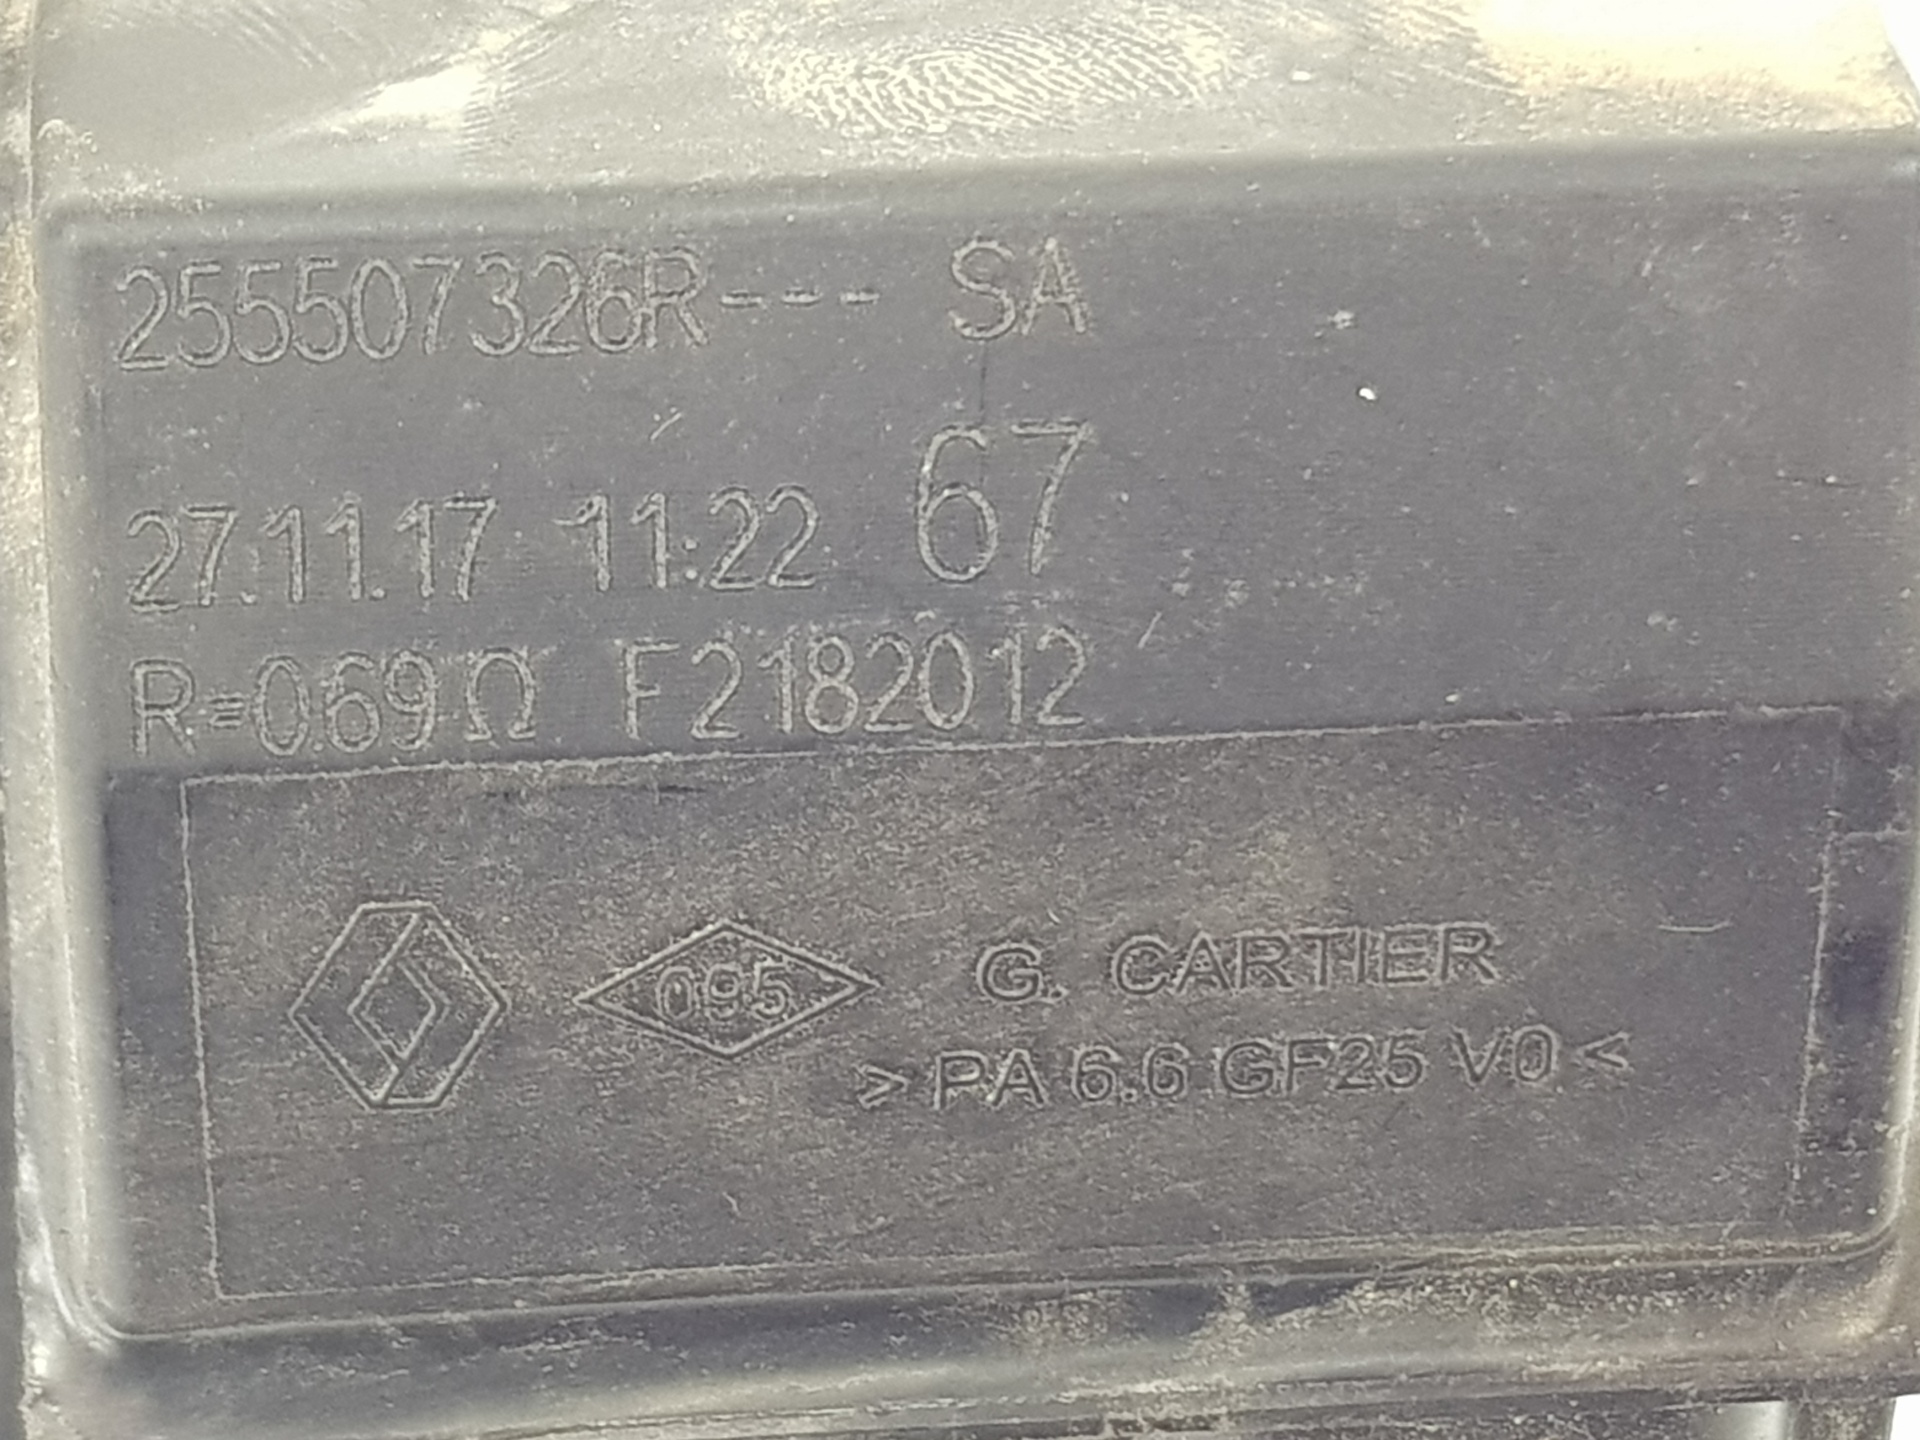 255507326R--- SA
67
27.11.17 11:22
R=0.69Ω F2182012
095 G. CARTIER
>PA 6.6 GF25 V0<